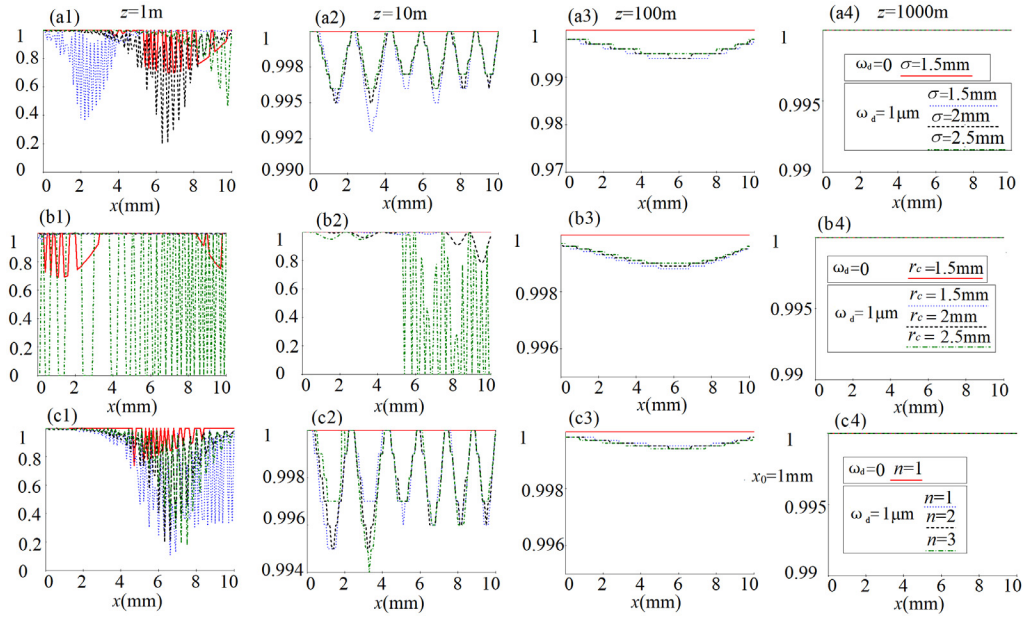 (a1) z=1m (a2) z=10m (a3) z=100m (a4) z=1000m
1 1 1 1
0.8 0.998 0.99 ω_d=0 σ=1.5mm
0.6 0.995 0.98 0.995 σ=1.5mm
0.4 0.992 ω_d=1μm σ=2mm
0.2 0.990 0.97 0.99 σ=2.5mm
0
0 2 4 6 8 10 0 2 4 6 8 10 0 2 4 6 8 10 0 2 4 6 8 10
x(mm) x(mm) x(mm) x(mm)
(b1) (b2) (b3) (b4)
1 1 1 1
0.8 0.8 ω_d=0 r_c=1.5mm
0.6 0.6 0.998 0.995 r_c=1.5mm
0.4 0.4 ω_d=1μm r_c=2mm
0.2 0.2 0.996 r_c=2.5mm
0 0 0.99
0 2 4 6 8 10 0 2 4 6 8 10 0 2 4 6 8 10 0 2 4 6 8 10
x(mm) x(mm) x(mm) x(mm)
(c1) (c2) (c3) (c4)
1 1 1 1
0.8 0.998 0.998 x₀=1mm ω_d=0 n=1
0.6 0.996 0.995 n=1
0.4 0.996 ω_d=1μm n=2
0.2 0.994 n=3
0 0.99
0 2 4 6 8 10 0 2 4 6 8 10 0 2 4 6 8 10 0 2 4 6 8 10
x(mm) x(mm) x(mm) x(mm)